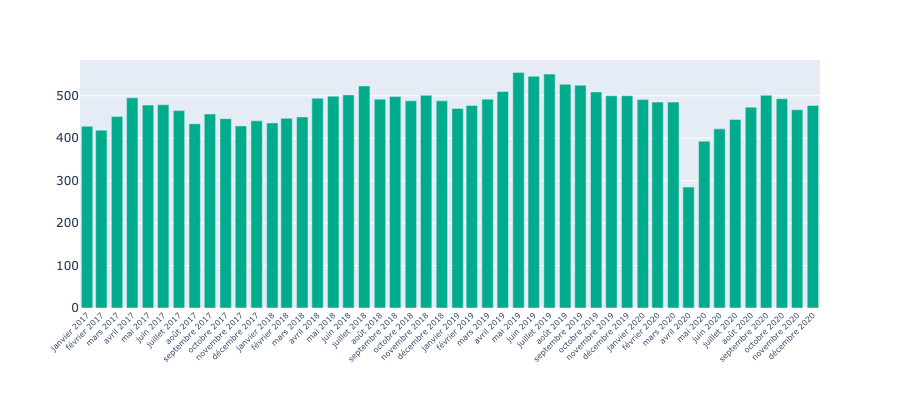 500
400
300
200
100
0
janvier 2017
février 2017
mars 2017
avril 2017
mai 2017
juin 2017
juillet 2017
août 2017
septembre 2017
octobre 2017
novembre 2017
décembre 2017
janvier 2018
février 2018
mars 2018
avril 2018
mai 2018
juin 2018
juillet 2018
août 2018
septembre 2018
octobre 2018
novembre 2018
décembre 2018
janvier 2019
février 2019
mars 2019
avril 2019
mai 2019
juin 2019
juillet 2019
août 2019
septembre 2019
octobre 2019
novembre 2019
décembre 2019
janvier 2020
février 2020
mars 2020
avril 2020
mai 2020
juin 2020
juillet 2020
août 2020
septembre 2020
octobre 2020
novembre 2020
décembre 2020